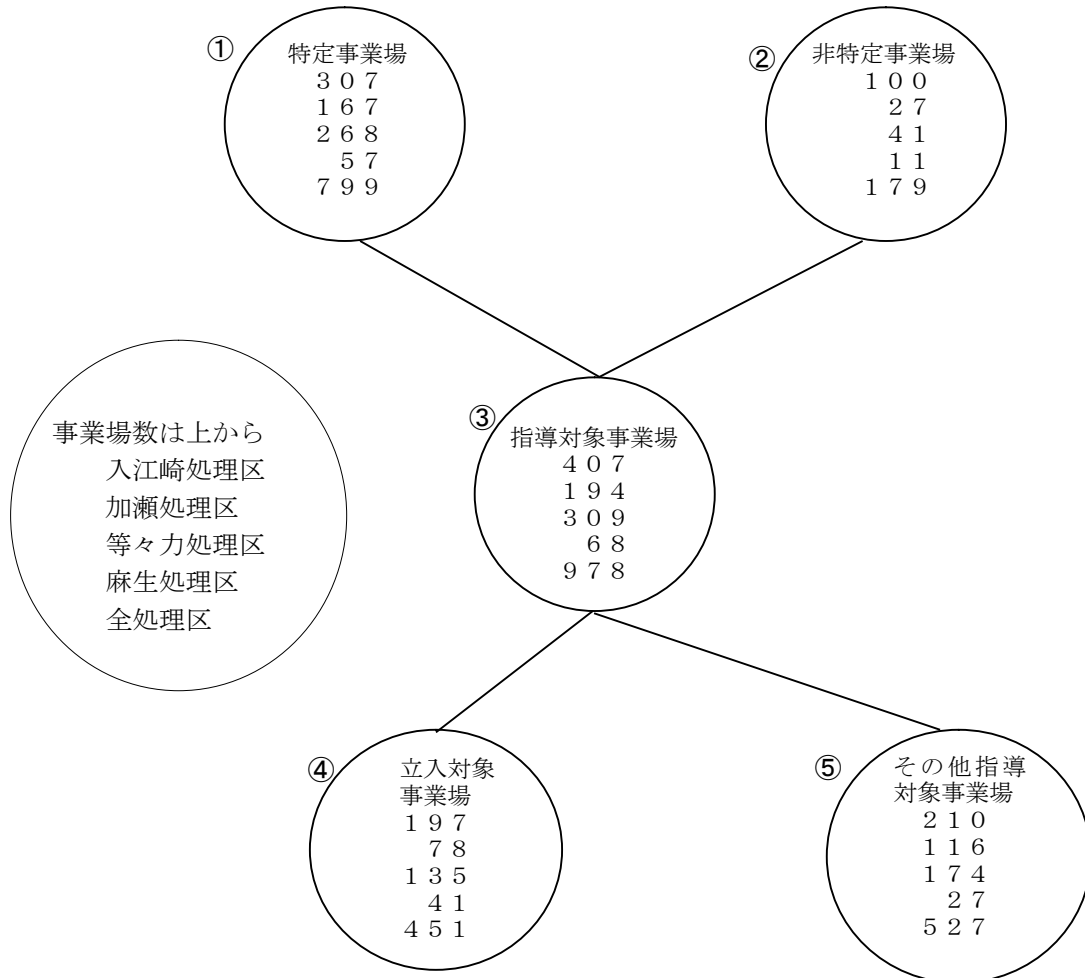 ①
特定事業場
３０７
１６７
２６８
５７
７９９
②
非特定事業場
１００
２７
４１
１１
１７９
事業場数は上から
入江崎処理区
加瀬処理区
等々力処理区
麻生処理区
全処理区
③
指導対象事業場
４０７
１９４
３０９
６８
９７８
④
立入対象
事業場
１９７
７８
１３５
４１
４５１
⑤
その他指導
対象事業場
２１０
１１６
１７４
２７
５２７